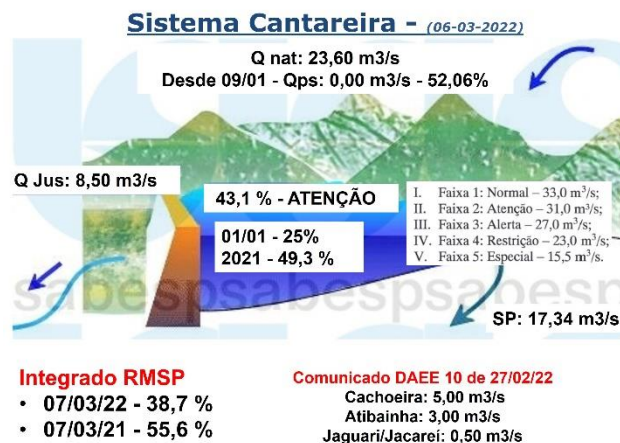 Sistema Cantareira - (06-03-2022)
Q nat: 23,60 m3/s
Desde 09/01 - Qps: 0,00 m3/s - 52,06%
Q Jus: 8,50 m3/s
43,1 % - ATENÇÃO
01/01 - 25%
2021 - 49,3 %
I. Faixa 1: Normal – 33,0 m³/s;
II. Faixa 2: Atenção – 31,0 m³/s;
III. Faixa 3: Alerta – 27,0 m³/s;
IV. Faixa 4: Restrição – 23,0 m³/s;
V. Faixa 5: Especial – 15,5 m³/s.
sabespsabespsabespsabesp
SP: 17,34 m3/s
Integrado RMSP
• 07/03/22 - 38,7 %
• 07/03/21 - 55,6 %
Comunicado DAEE 10 de 27/02/22
Cachoeira: 5,00 m3/s
Atibainha: 3,00 m3/s
Jaguari/Jacareí: 0,50 m3/s